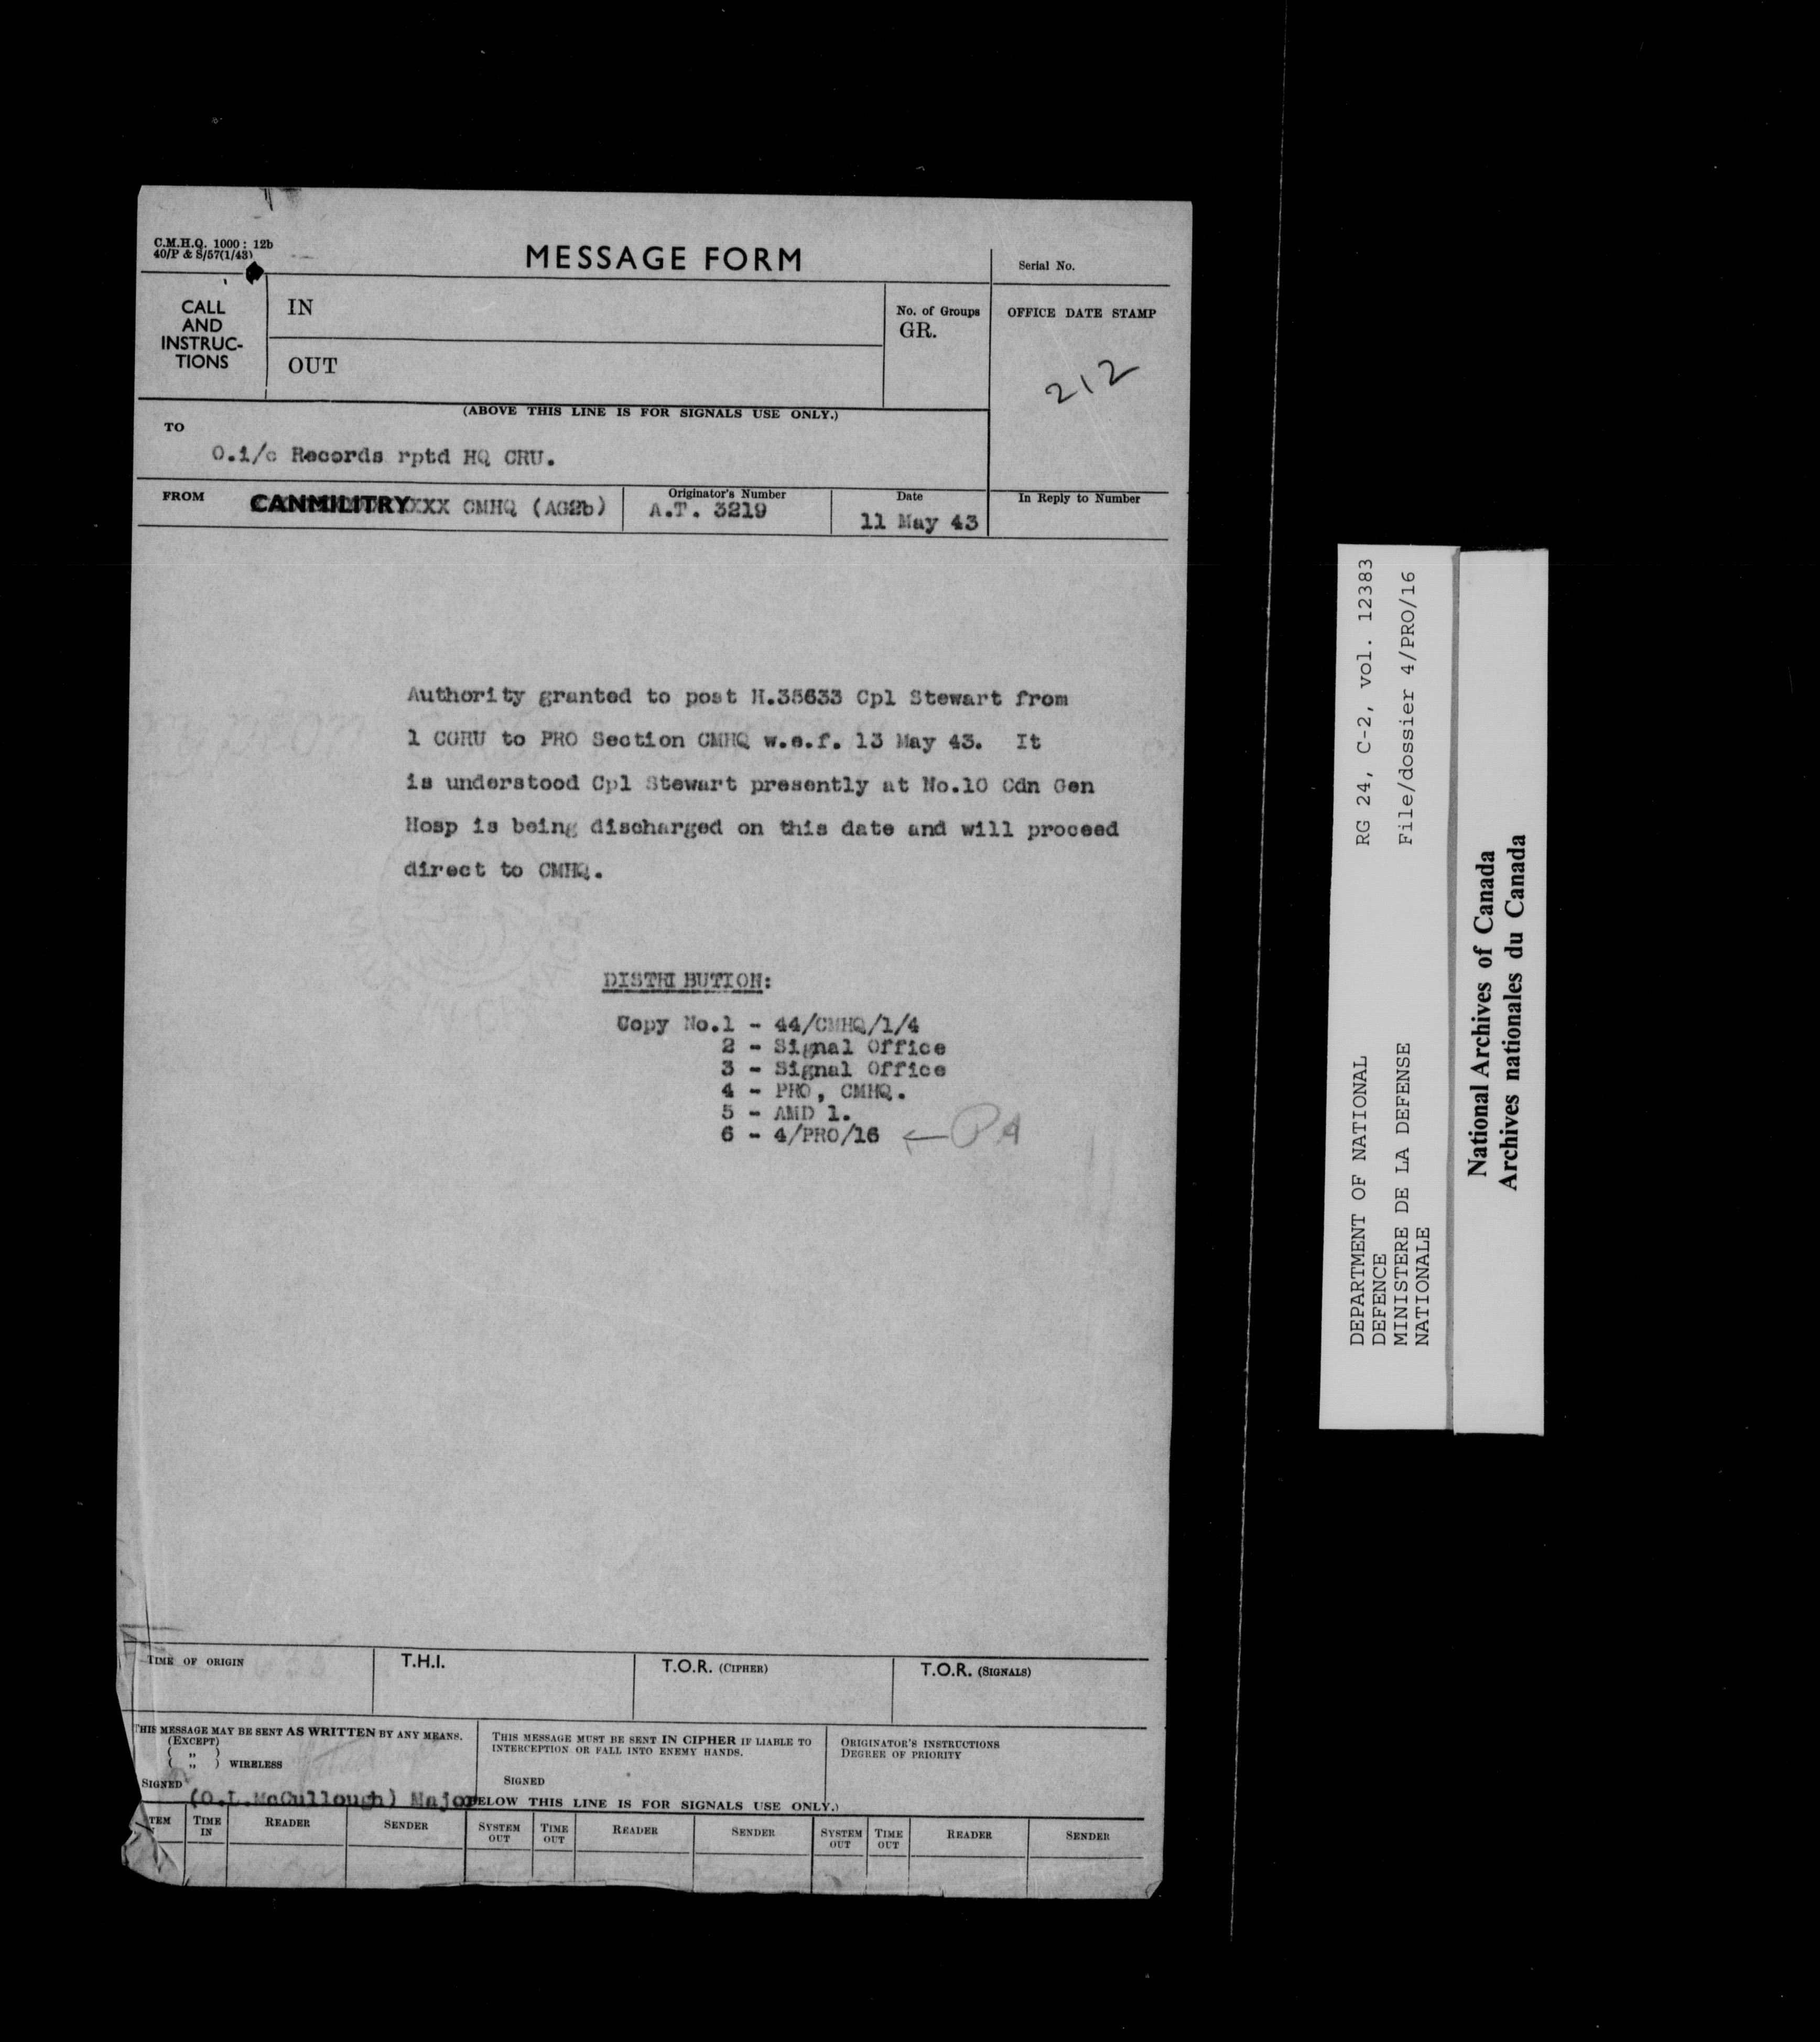 C.M.H.Q. 1000: 12b
40/P & S/57(1/43)
MESSAGE FORM
Serial No.
CALL
AND
INSTRUC-
TIONS
IN
OUT
No. of Groups
GR.
OFFICE DATE STAMP
212
(ABOVE THIS LINE IS FOR SIGNALS USE ONLY.)
TO
O.i/c Records rptd HQ CRU.
FROM
CANMILITRYXXX CMHQ (AG2b)
Originator's Number
A.T. 3219
Date
11 May 43
In Reply to Number
Authority granted to post H.35633 Cpl Stewart from
1 CGRU to PRO Section CMHQ w.e.f. 13 May 43. It
is understood Cpl Stewart presently at No.10 Cdn Gen
Hosp is being discharged on this date and will proceed
direct to CMHQ.
DISTRI BUTION:
Copy No.1 - 44/CMHQ/1/4
2 - Signal Office
3 - Signal Office
4 - PRO, CMHQ.
5 - AMD 1.
6 - 4/PRO/16 ← PA
TIME OF ORIGIN
T.H.I.
T.O.R. (CIPHER)
T.O.R. (SIGNALS)
THIS MESSAGE MAY BE SENT AS WRITTEN BY ANY MEANS.
(EXCEPT)
( „ )
( „ ) WIRELESS
SIGNED
(O.L.McCullough) Major
THIS MESSAGE MUST BE SENT IN CIPHER IF LIABLE TO
INTERCEPTION OR FALL INTO ENEMY HANDS.
SIGNED
ORIGINATOR'S INSTRUCTIONS
DEGREE OF PRIORITY
BELOW THIS LINE IS FOR SIGNALS USE ONLY.)
TEM
TIME
IN
READER
SENDER
SYSTEM
OUT
TIME
OUT
READER
SENDER
SYSTEM
OUT
TIME
OUT
READER
SENDER
DEPARTMENT OF NATIONAL
DEFENCE
MINISTERE DE LA DEFENSE
NATIONALE
RG 24, C-2, vol. 12383
File/dossier 4/PRO/16
National Archives of Canada
Archives nationales du Canada